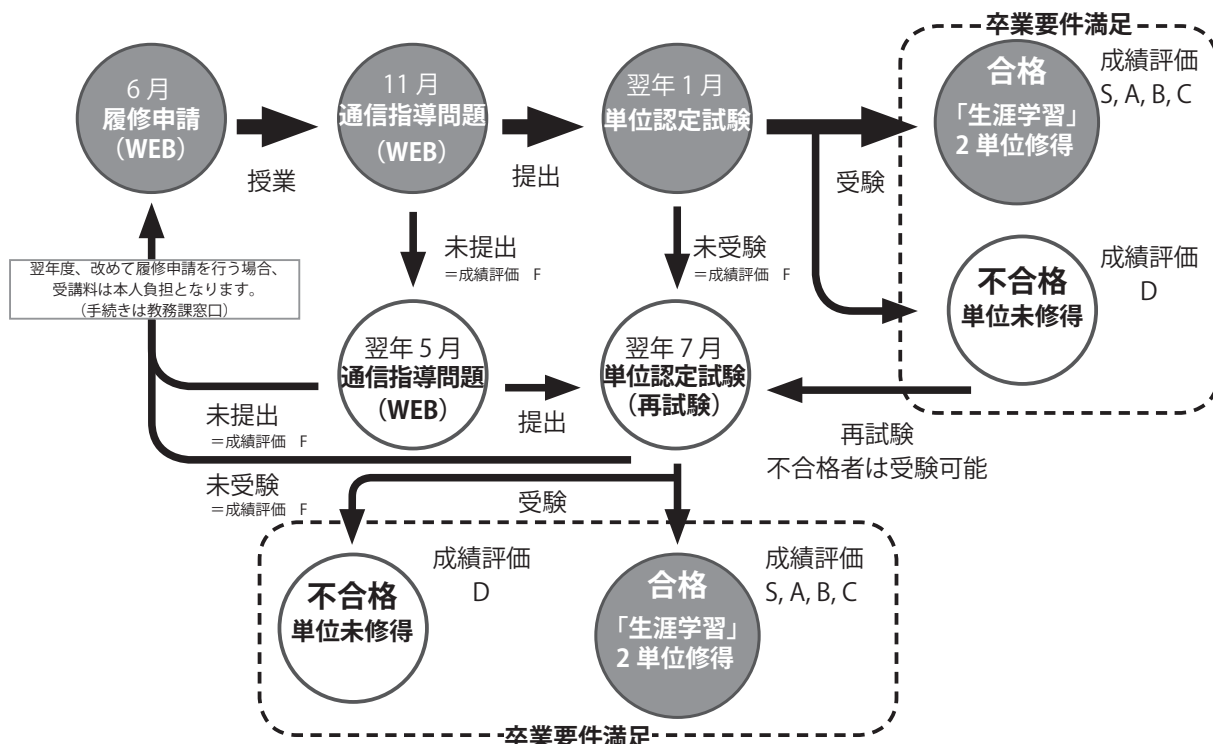 卒業要件満足
6 月
履修申請
(WEB)
授業
11 月
通信指導問題
(WEB)
提出
翌年 1 月
単位認定試験
受験
合格
「生涯学習」
2 単位修得
成績評価
S, A, B, C
未提出
＝成績評価　F
未受験
＝成績評価　F
不合格
単位未修得
成績評価
D
翌年度、改めて履修申請を行う場合、
受講料は本人負担となります。
（手続きは教務課窓口）
翌年 5 月
通信指導問題
(WEB)
提出
翌年 7 月
単位認定試験
（再試験）
再試験
不合格者は受験可能
未提出
＝成績評価　F
未受験
＝成績評価　F
受験
不合格
単位未修得
成績評価
D
合格
「生涯学習」
2 単位修得
成績評価
S, A, B, C
卒業要件満足